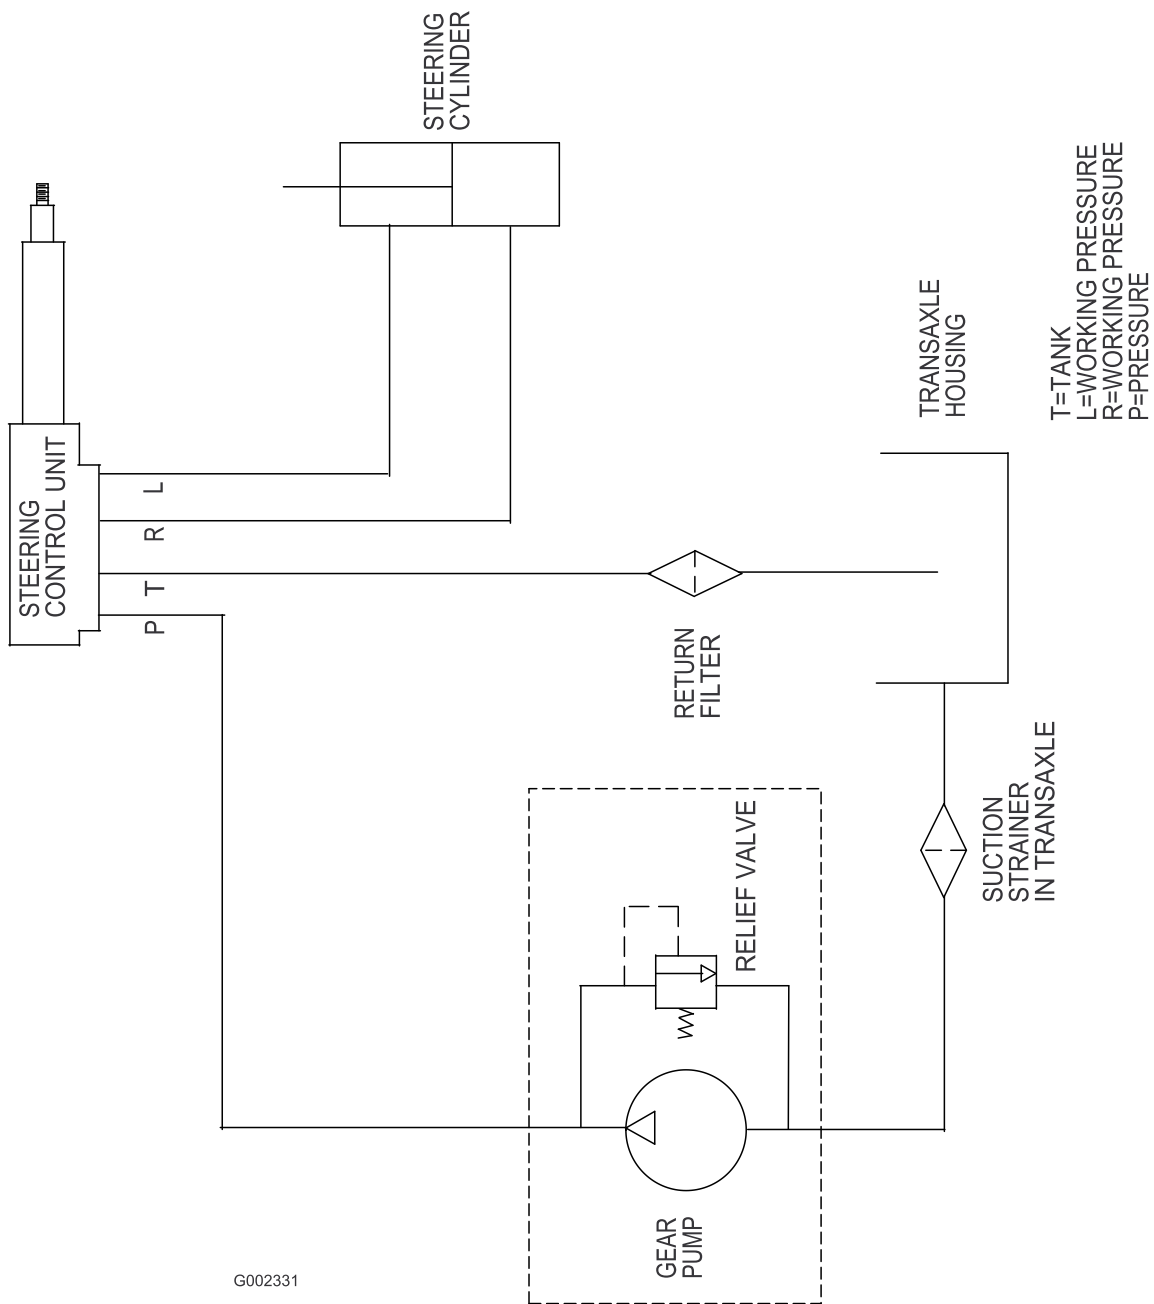 STEERING
CONTROL UNIT
P T R L
STEERING
CYLINDER
RETURN
FILTER
TRANSAXLE
HOUSING
GEAR
PUMP
RELIEF VALVE
SUCTION
STRAINER
IN TRANSAXLE
T=TANK
L=WORKING PRESSURE
R=WORKING PRESSURE
P=PRESSURE
G002331